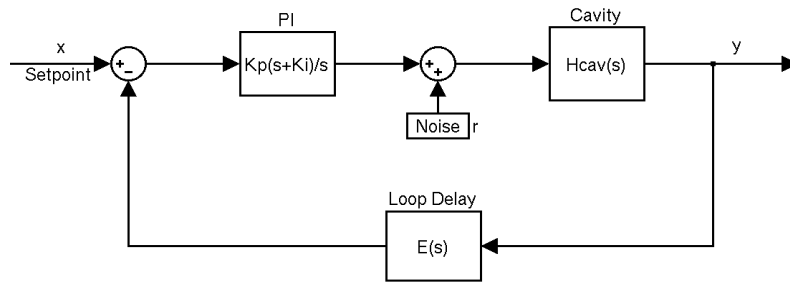 Cavity
PI
x
y
+
−
Kp(s+Ki)/s
+
+
Hcav(s)
Setpoint
Noise r
Loop Delay
E(s)